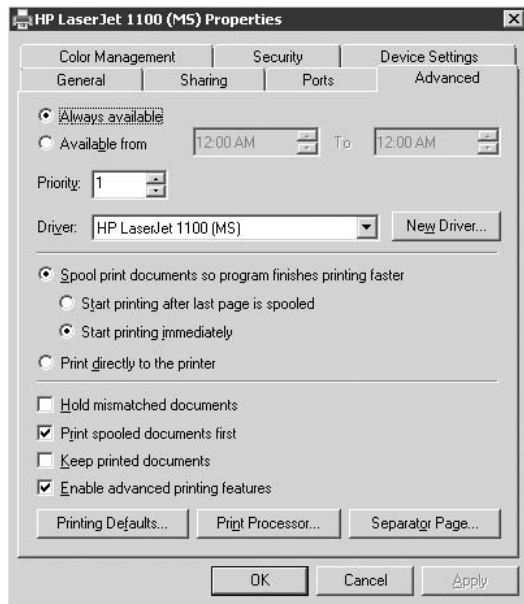 HP LaserJet 1100 (MS) Properties
Color Management Security Device Settings
General Sharing Ports Advanced
Always available
Available from 12:00 AM To 12:00 AM
Priority: 1
Driver: HP LaserJet 1100 (MS) New Driver...
Spool print documents so program finishes printing faster
Start printing after last page is spooled
Start printing immediately
Print directly to the printer
Hold mismatched documents
Print spooled documents first
Keep printed documents
Enable advanced printing features
Printing Defaults... Print Processor... Separator Page...
OK Cancel Apply